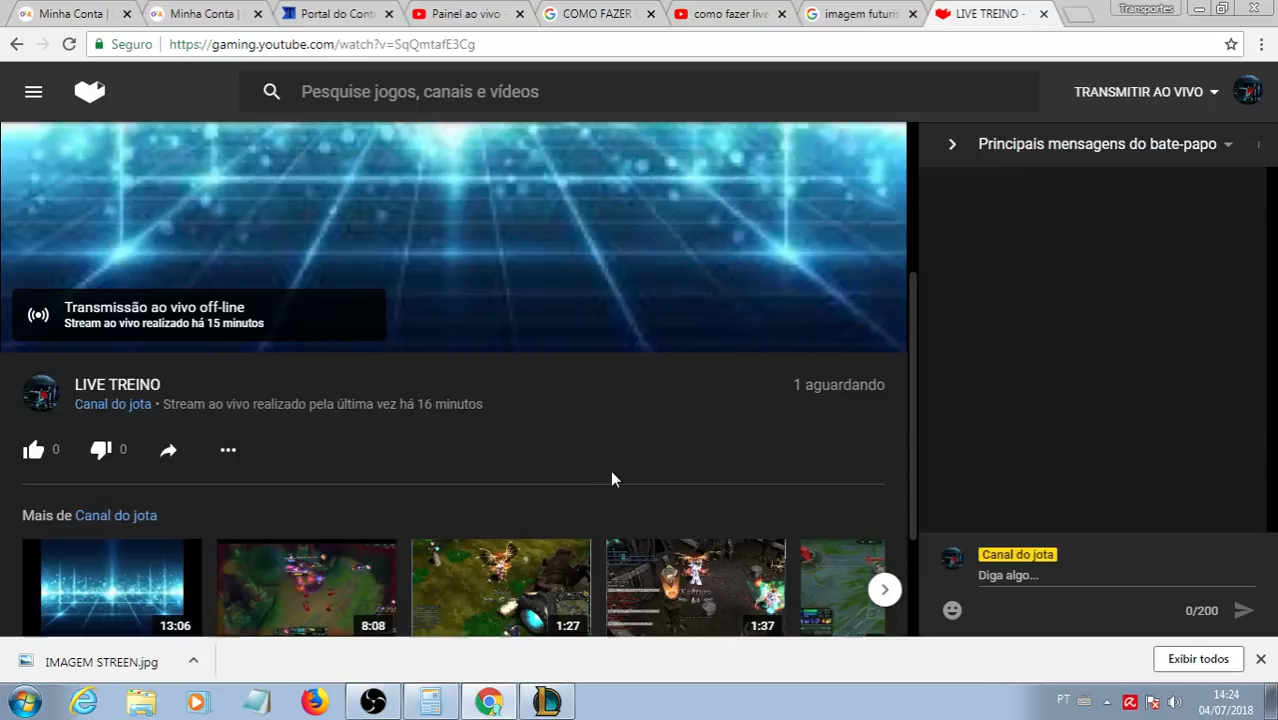 Minha Conta |
Minha Conta |
Portal do Cont
Painel ao vivo -
COMO FAZER
como fazer live
imagem futuris
LIVE TREINO -
Transportes
Seguro
https://gaming.youtube.com/watch?v=SqQmtafE3Cg
Pesquise jogos, canais e vídeos
TRANSMITIR AO VIVO
Principais mensagens do bate-papo
Transmissão ao vivo off-line
Stream ao vivo realizado há 15 minutos
LIVE TREINO
1 aguardando
Canal do jota • Stream ao vivo realizado pela última vez há 16 minutos
0
0
Mais de Canal do jota
13:06
8:08
1:27
1:37
Canal do jota
Diga algo...
0/200
IMAGEM STREEN.jpg
Exibir todos
PT
14:24
04/07/2018